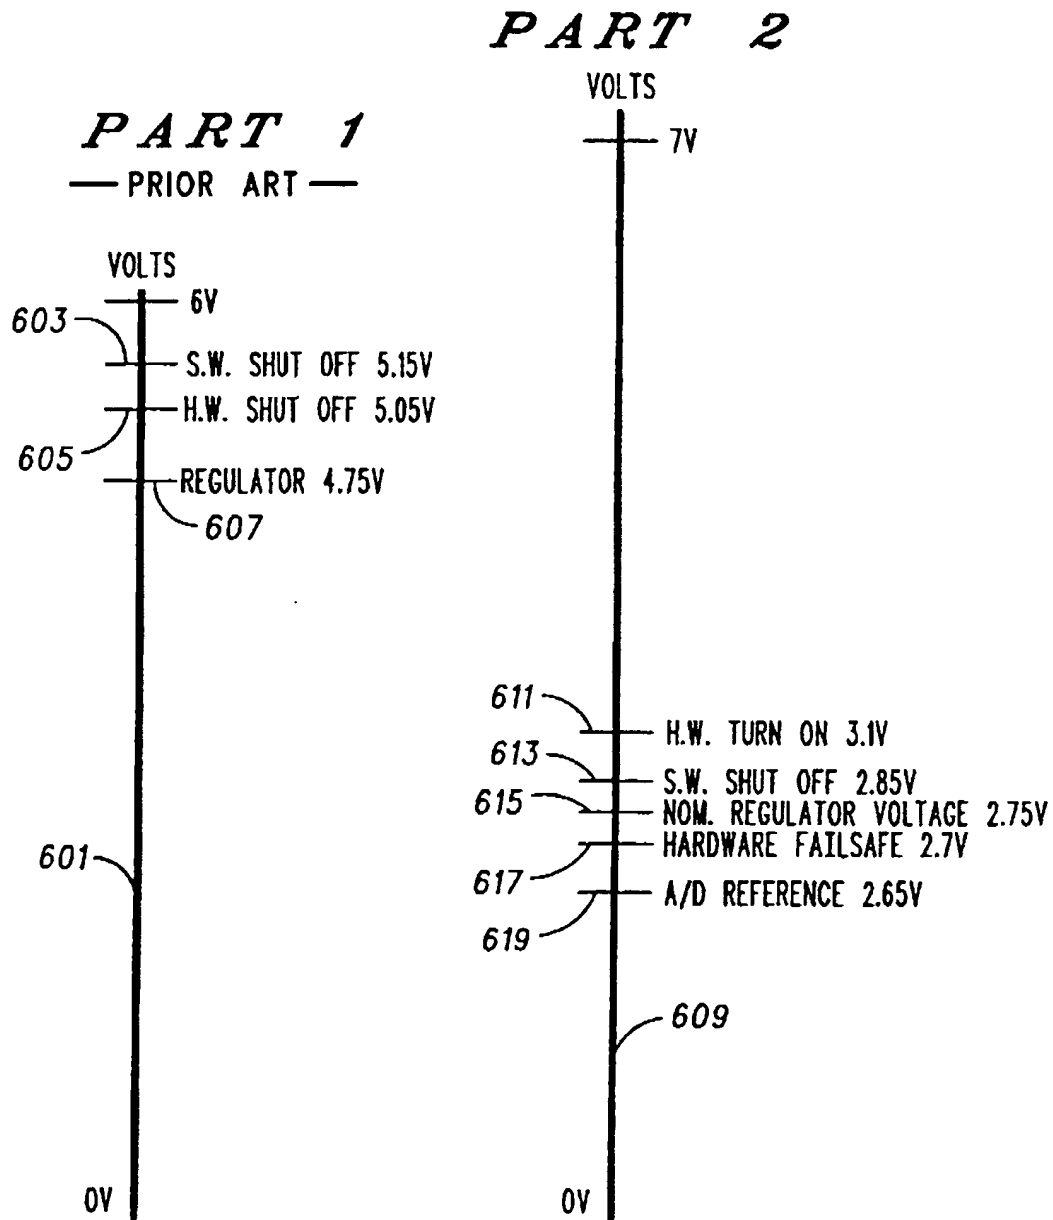 PART 1
— PRIOR ART —
VOLTS
6V
603
S.W. SHUT OFF 5.15V
H.W. SHUT OFF 5.05V
605
REGULATOR 4.75V
607
601
0V
PART 2
VOLTS
7V
611
H.W. TURN ON 3.1V
613
S.W. SHUT OFF 2.85V
615
NOM. REGULATOR VOLTAGE 2.75V
HARDWARE FAILSAFE 2.7V
617
A/D REFERENCE 2.65V
619
609
0V